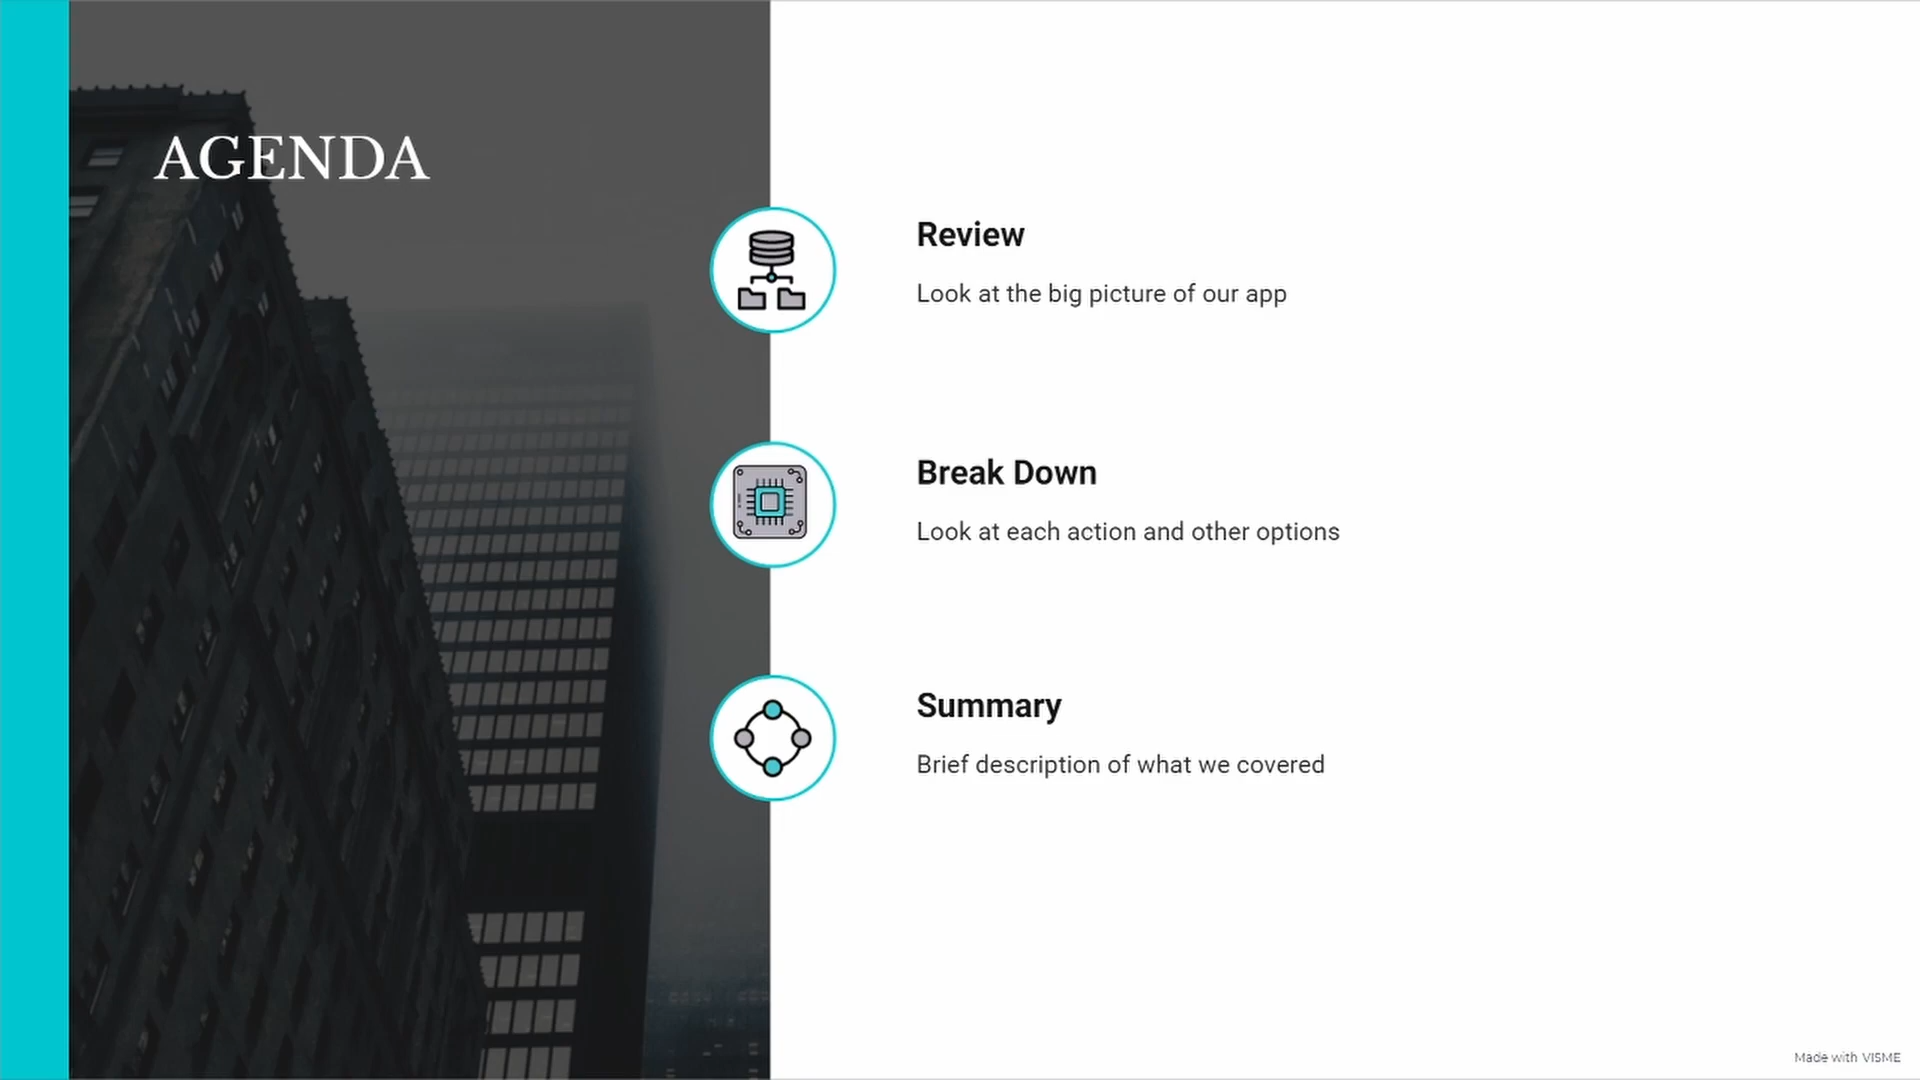 AGENDA
Review
Look at the big picture of our app
Break Down
Look at each action and other options
Summary
Brief description of what we covered
Made with VISME